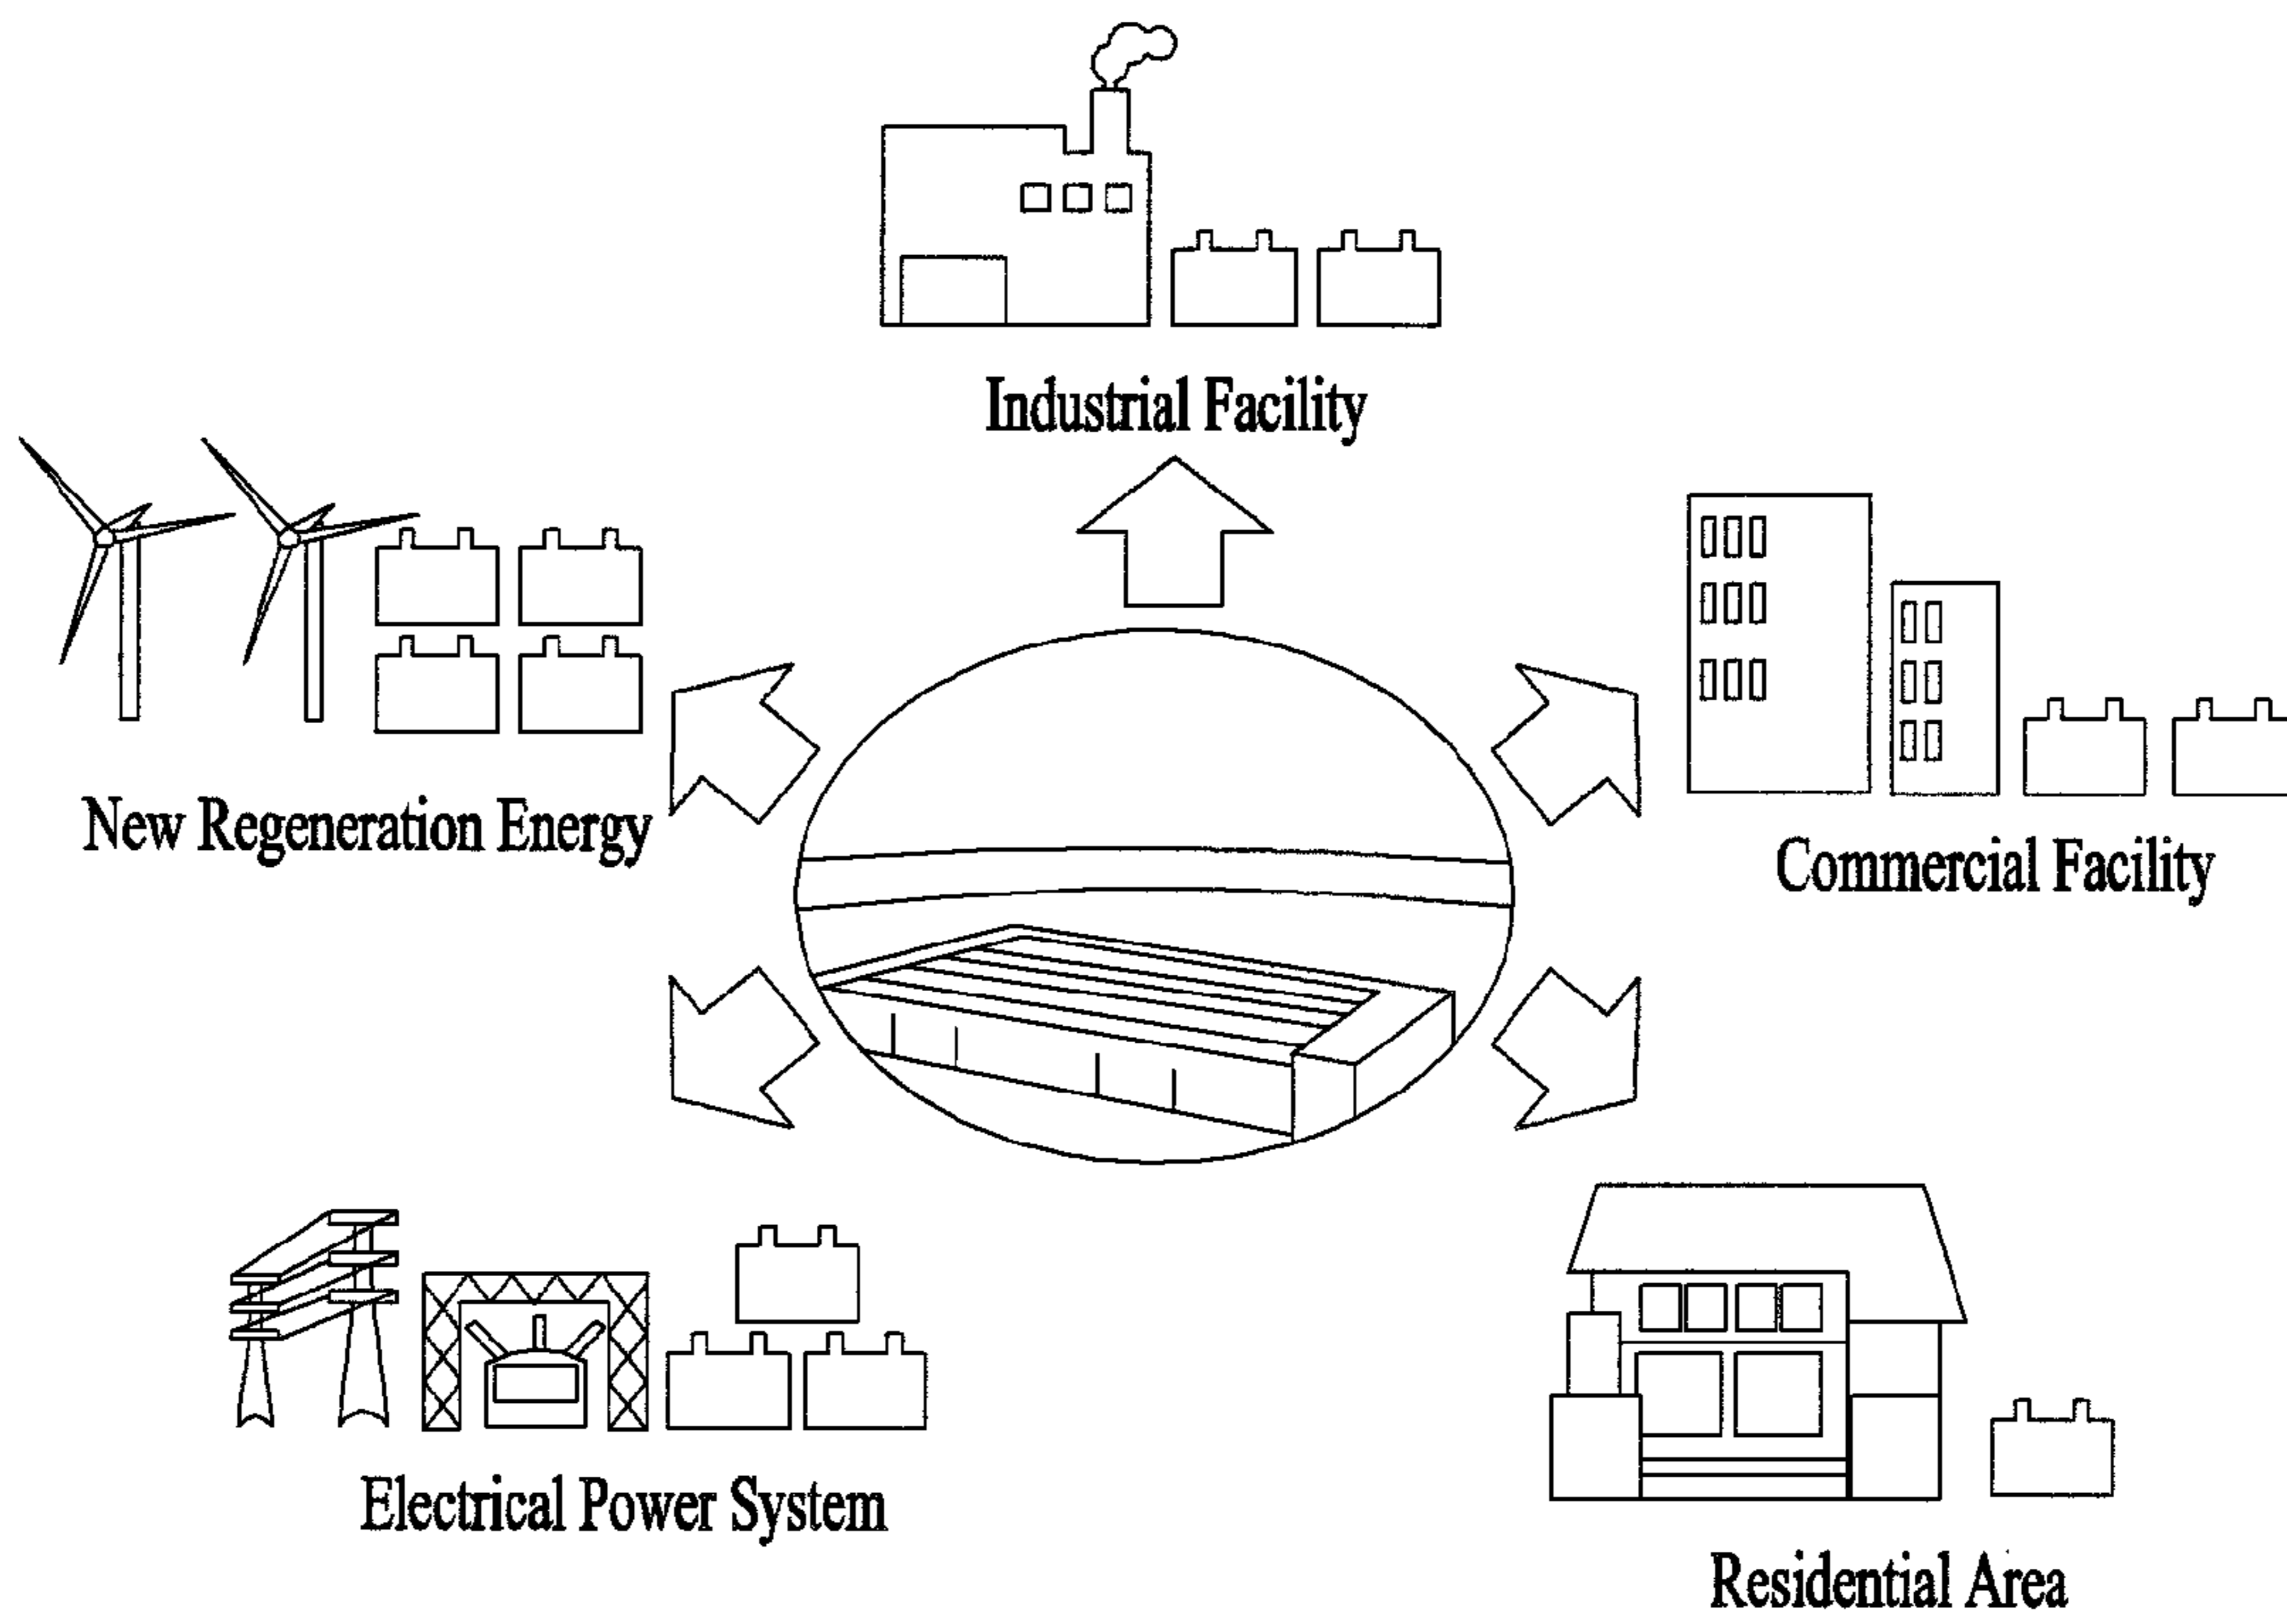 Industrial Facility
New Regeneration Energy
Commercial Facility
Electrical Power System
Residential Area